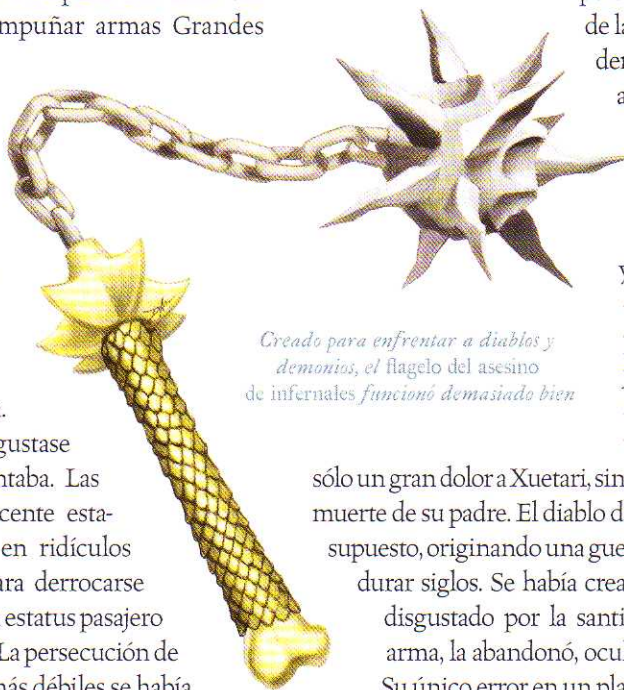 mpuñar armas Grandes
de la
der
a
Creado para enfrentar a diablos y
demonios, el flagelo del asesino
de infernales funcionó demasiado bien
gustase
ntaba. Las
cente esta-
en ridículos
ara derrocarse
estatus pasajero
La persecución de
más débiles se había
sólo un gran dolor a Xuetari, sin
muerte de su padre. El diablo d
supuesto, originando una gue
durar siglos. Se había crea
disgustado por la santi
arma, la abandonó, ocul
Su único error en un pla